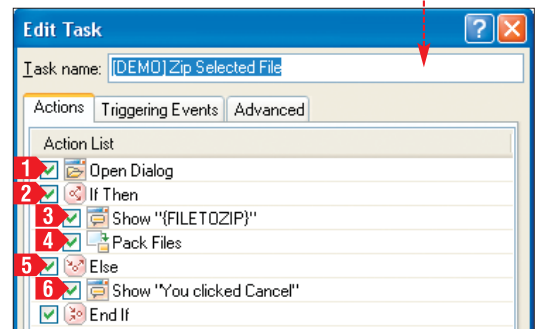 Edit Task
Task name: [DEMO] Zip Selected File
Actions Triggering Events Advanced
Action List
1 Open Dialog
2 If Then
3 Show "{FILETOZIP}"
4 Pack Files
5 Else
6 Show "You clicked Cancel"
End If